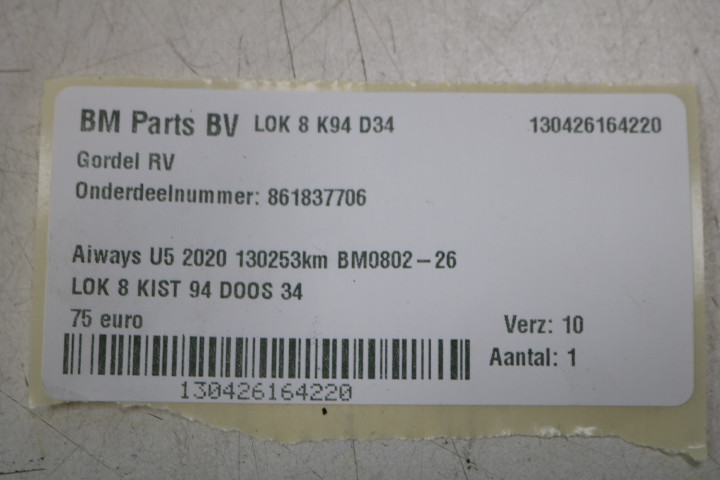 BM Parts BV LOK 8 K94 D34 130426164220
Gordel RV
Onderdeelnummer: 861837706
Aiways U5 2020 130253km BM0802-26
LOK 8 KIST 94 DOOS 34
75 euro Verz: 10
Aantal: 1
130426164220